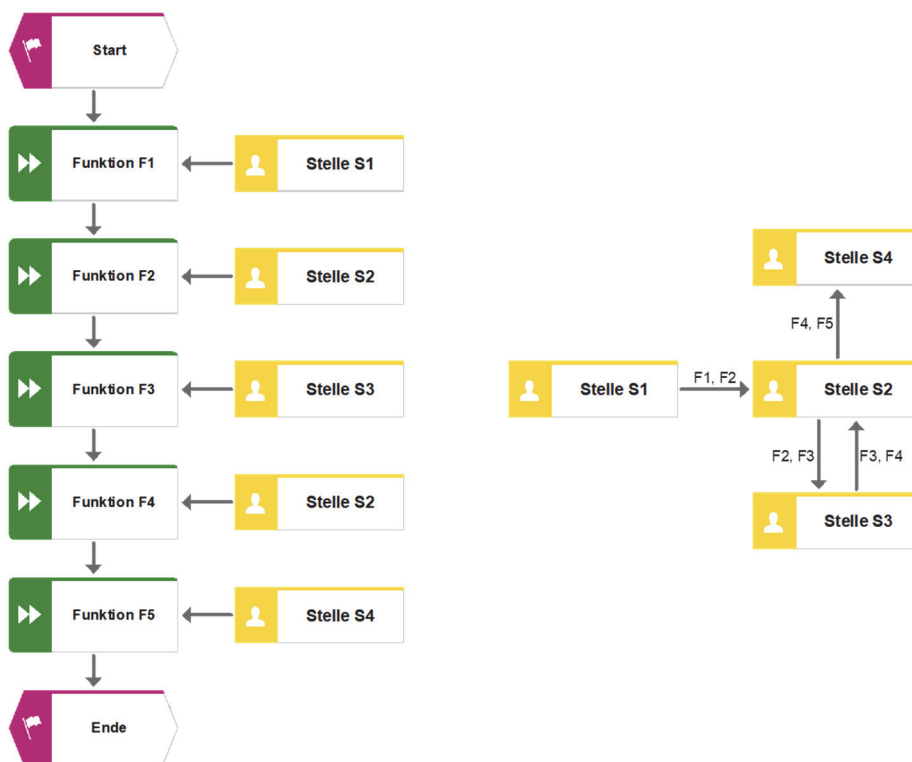 Start
Funktion F1
Stelle S1
Funktion F2
Stelle S2
Funktion F3
Stelle S3
Funktion F4
Stelle S2
Funktion F5
Stelle S4
Ende
Stelle S4
F4, F5
Stelle S1
F1, F2
Stelle S2
F2, F3
F3, F4
Stelle S3